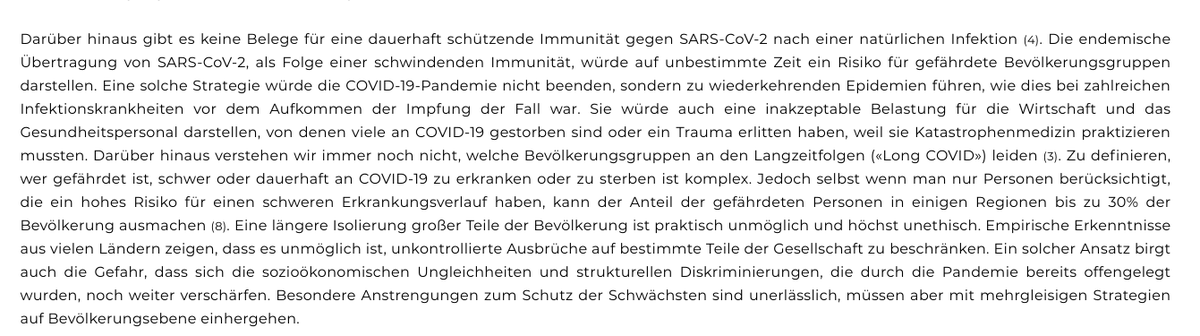 Darüber hinaus gibt es keine Belege für eine dauerhaft schützende Immunität gegen SARS-CoV-2 nach einer natürlichen Infektion (4). Die endemische
Übertragung von SARS-CoV-2, als Folge einer schwindenden Immunität, würde auf unbestimmte Zeit ein Risiko für gefährdete Bevölkerungsgruppen
darstellen. Eine solche Strategie würde die COVID-19-Pandemie nicht beenden, sondern zu wiederkehrenden Epidemien führen, wie dies bei zahlreichen
Infektionskrankheiten vor dem Aufkommen der Impfung der Fall war. Sie würde auch eine inakzeptable Belastung für die Wirtschaft und das
Gesundheitspersonal darstellen, von denen viele an COVID-19 gestorben sind oder ein Trauma erlitten haben, weil sie Katastrophenmedizin praktizieren
mussten. Darüber hinaus verstehen wir immer noch nicht, welche Bevölkerungsgruppen an den Langzeitfolgen («Long COVID») leiden (3). Zu definieren,
wer gefährdet ist, schwer oder dauerhaft an COVID-19 zu erkranken oder zu sterben ist komplex. Jedoch selbst wenn man nur Personen berücksichtigt,
die ein hohes Risiko für einen schweren Erkrankungsverlauf haben, kann der Anteil der gefährdeten Personen in einigen Regionen bis zu 30% der
Bevölkerung ausmachen (8). Eine längere Isolierung großer Teile der Bevölkerung ist praktisch unmöglich und höchst unethisch. Empirische Erkenntnisse
aus vielen Ländern zeigen, dass es unmöglich ist, unkontrollierte Ausbrüche auf bestimmte Teile der Gesellschaft zu beschränken. Ein solcher Ansatz birgt
auch die Gefahr, dass sich die sozioökonomischen Ungleichheiten und strukturellen Diskriminierungen, die durch die Pandemie bereits offengelegt
wurden, noch weiter verschärfen. Besondere Anstrengungen zum Schutz der Schwächsten sind unerlässlich, müssen aber mit mehrgleisigen Strategien
auf Bevölkerungsebene einhergehen.